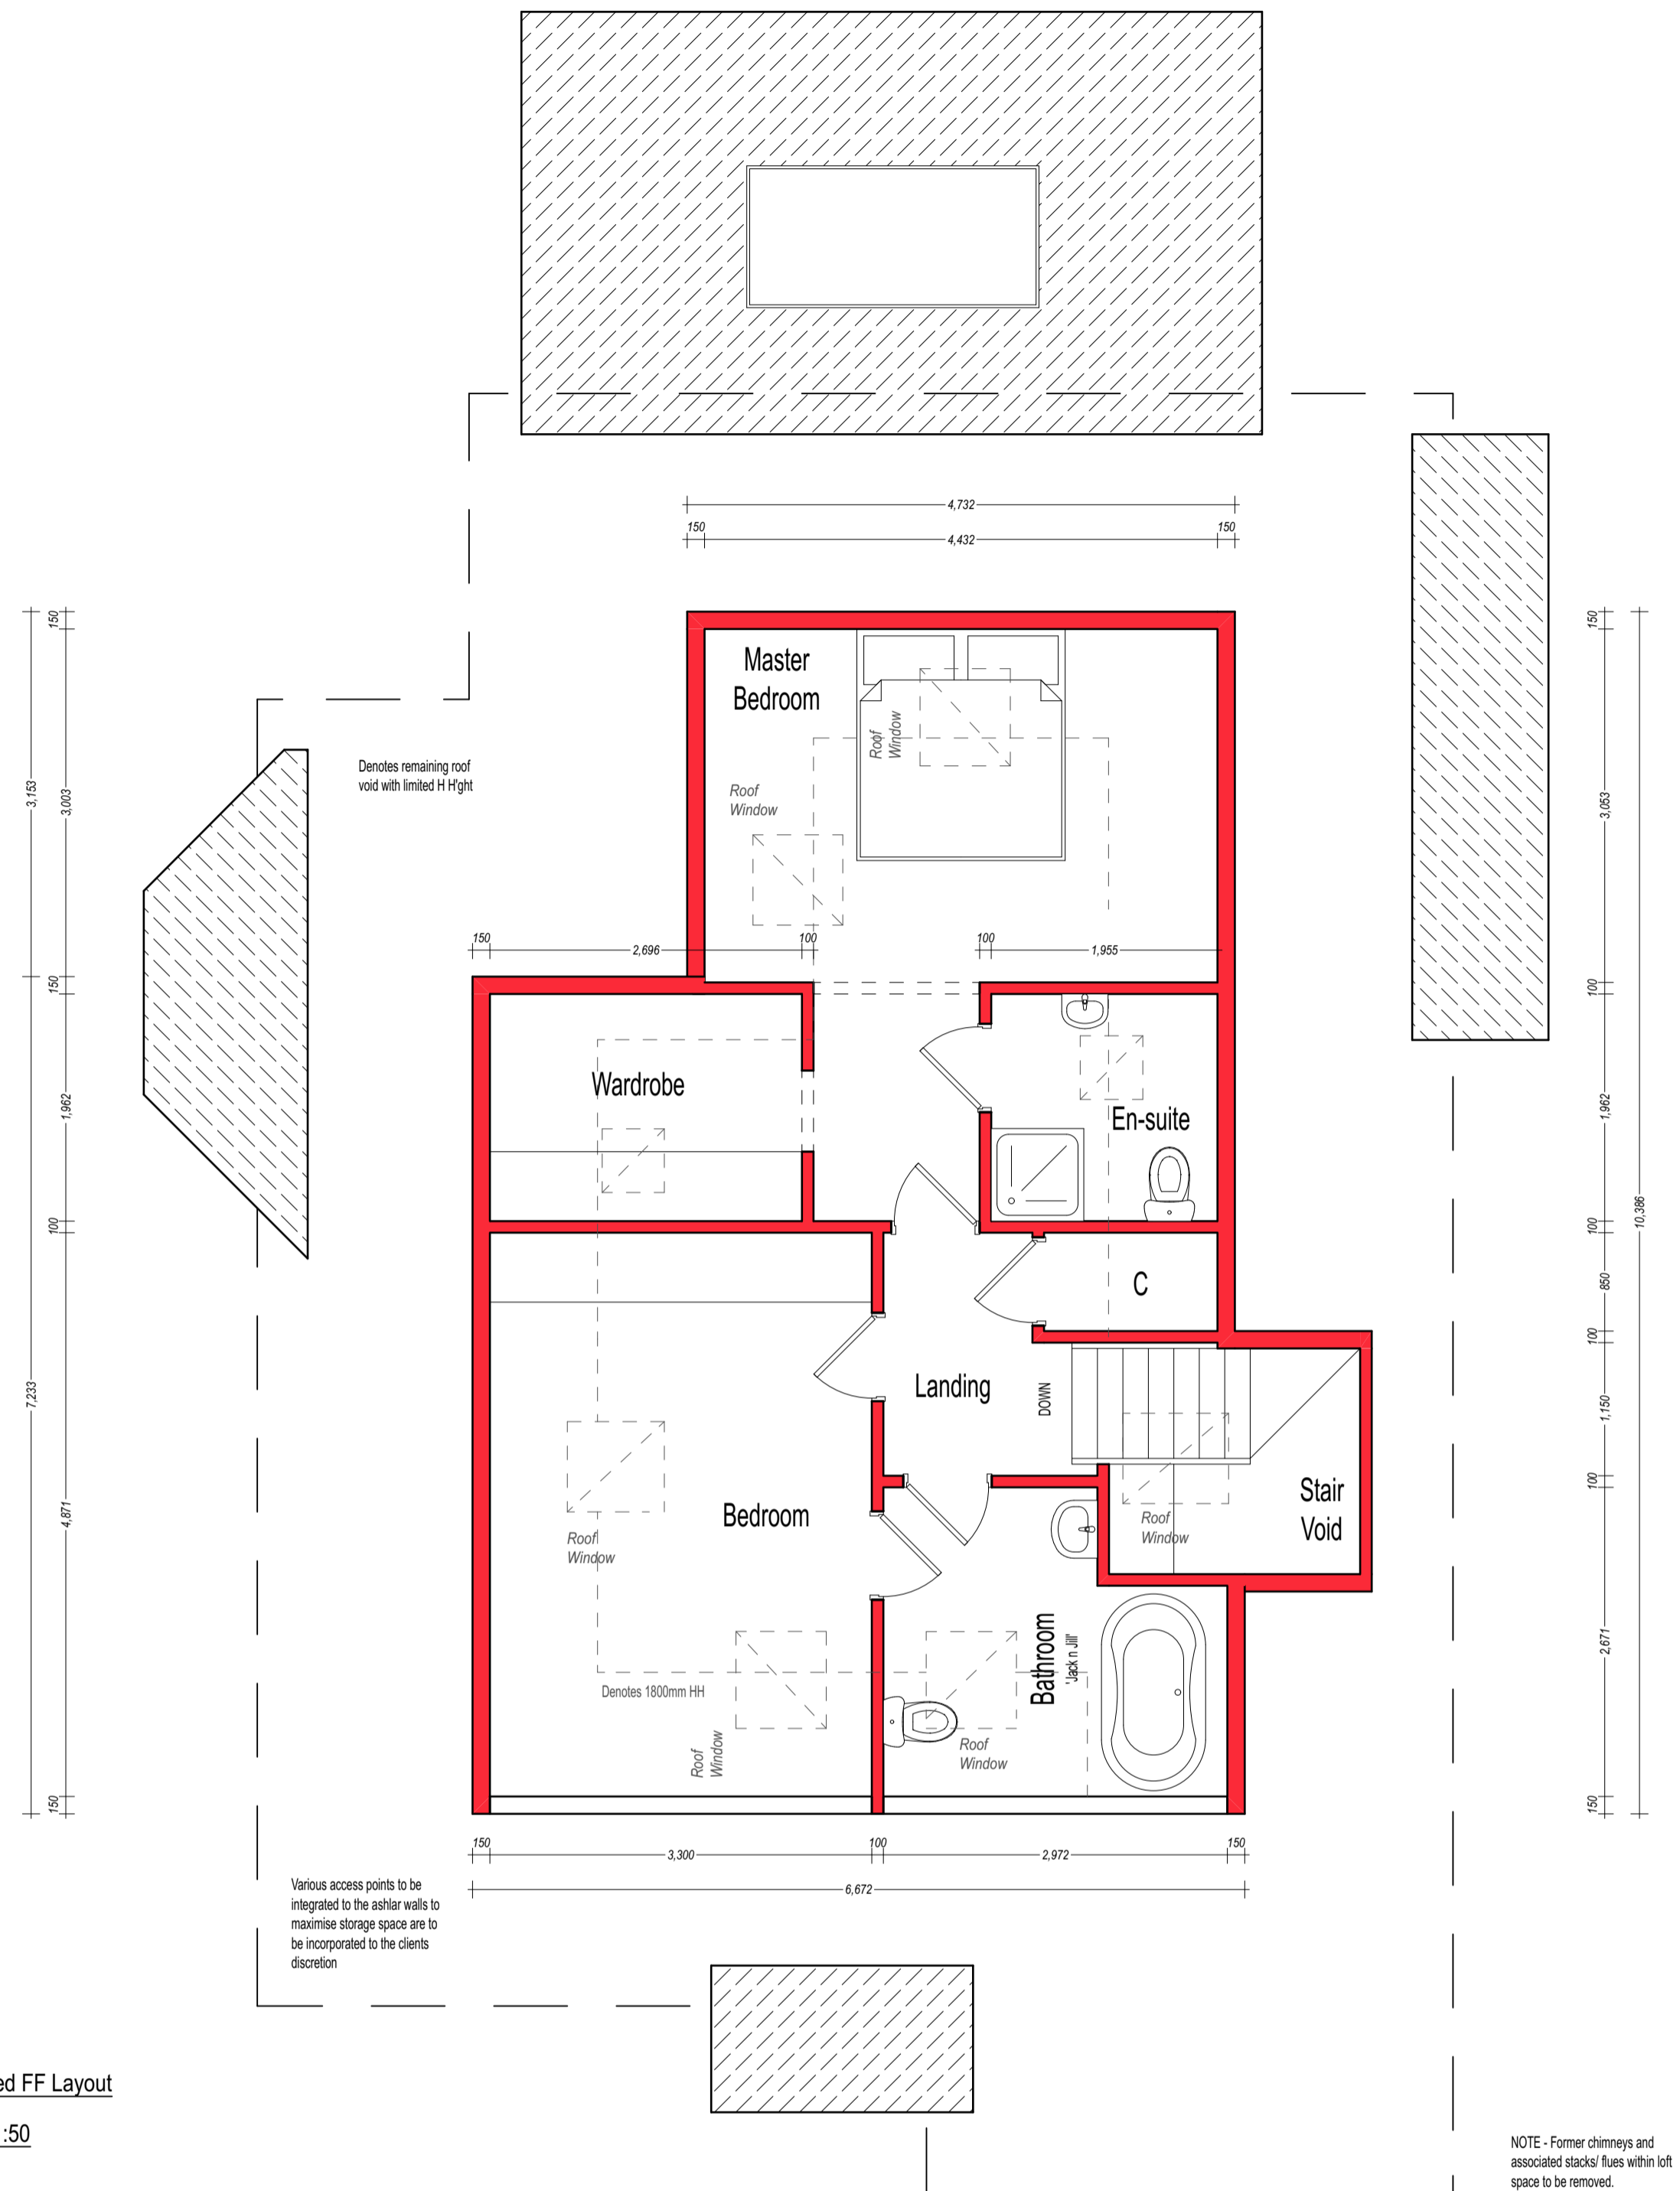 4,732
150
4,432
150
150
3,153
3,003
150
3,053
Master
Bedroom
Roof
Window
Roof
Window
Denotes remaining roof
void with limited H H'ght
150
2,696
100
100
1,955
150
100
Wardrobe
En-suite
1,962
1,962
10,386
100
100
C
850
100
7,233
Landing
DOWN
1,150
4,871
100
Bedroom
Stair
Void
Roof
Window
Roof
Window
Bathroom
'Jack n Jill'
2,671
Denotes 1800mm HH
Roof
Window
Roof
Window
150
150
150
3,300
100
2,972
150
6,672
Various access points to be
integrated to the ashlar walls to
maximise storage space are to
be incorporated to the clients
discretion
ed FF Layout
:50
NOTE - Former chimneys and
associated stacks/ flues within loft
space to be removed.